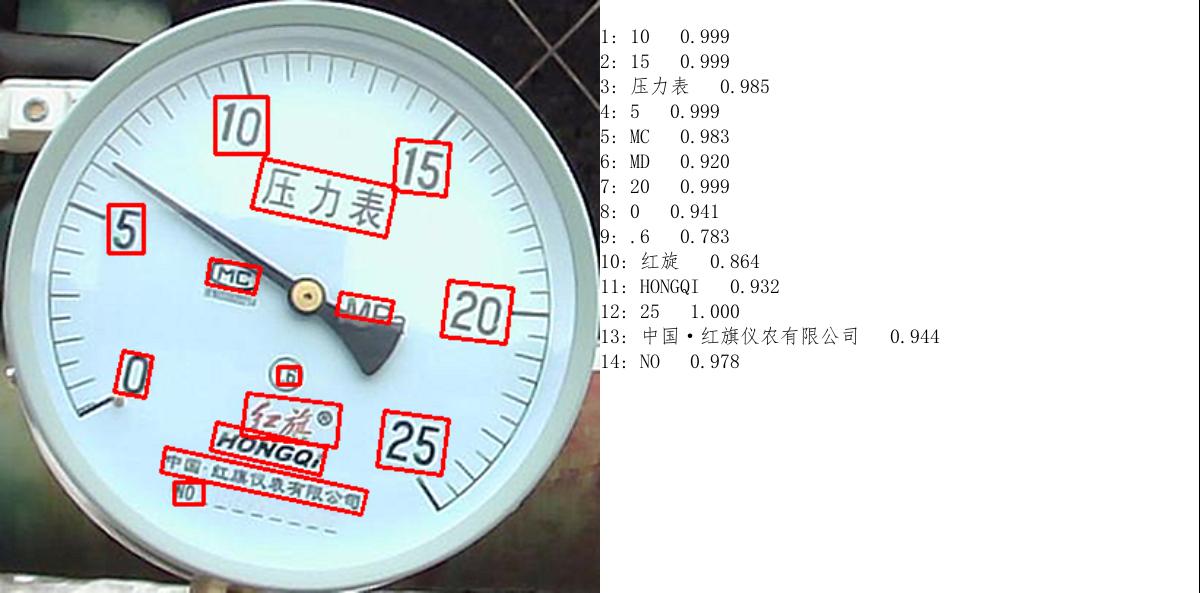 10
15
压力表
5
MC
MPa
20
0
6
红旗®
HONGQI
25
中国·红旗仪表有限公司
NO
1: 10 0.999
2: 15 0.999
3: 压力表 0.985
4: 5 0.999
5: MC 0.983
6: MD 0.920
7: 20 0.999
8: 0 0.941
9: .6 0.783
10: 红旋 0.864
11: HONGQI 0.932
12: 25 1.000
13: 中国·红旗仪农有限公司 0.944
14: NO 0.978